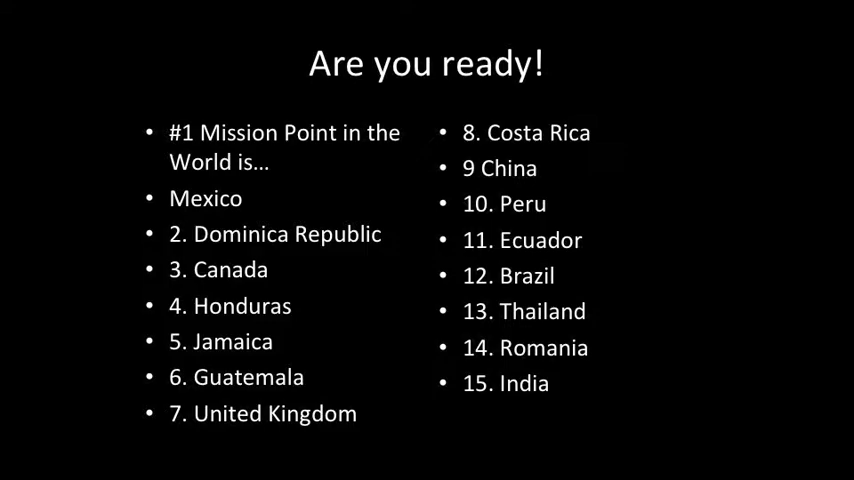 Are you ready!
• #1 Mission Point in the
World is…
• Mexico
• 2. Dominica Republic
• 3. Canada
• 4. Honduras
• 5. Jamaica
• 6. Guatemala
• 7. United Kingdom
• 8. Costa Rica
• 9 China
• 10. Peru
• 11. Ecuador
• 12. Brazil
• 13. Thailand
• 14. Romania
• 15. India